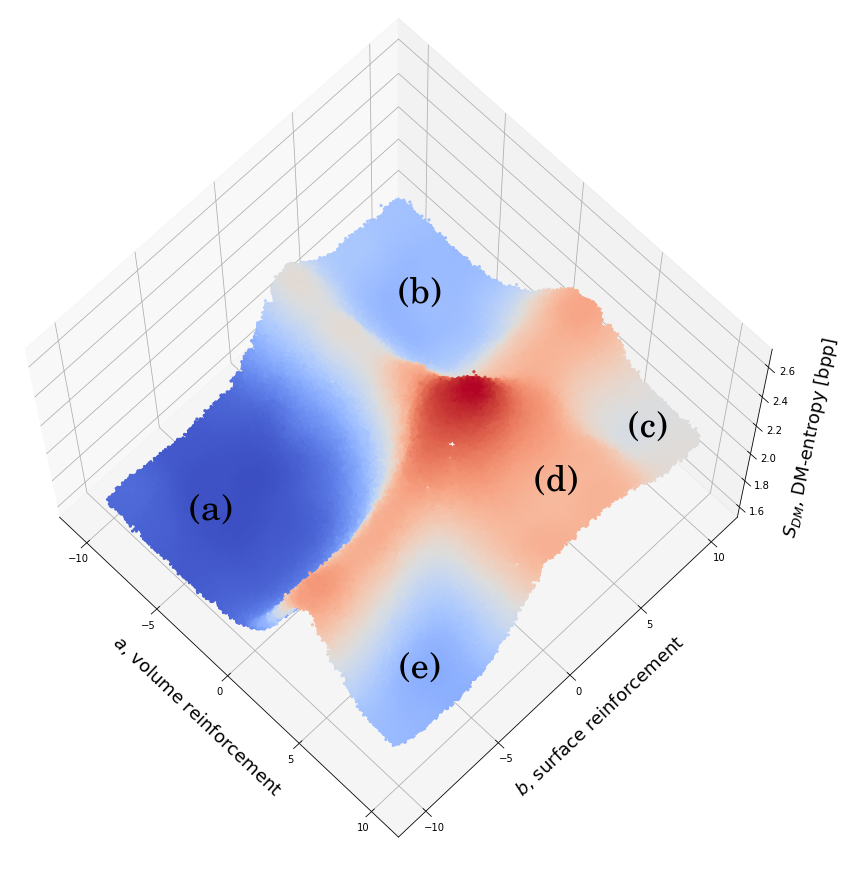 (a)
(b)
(c)
(d)
(e)
−10
−5
0
5
10
a, volume reinforcement
−10
−5
0
5
10
b, surface reinforcement
1.6
1.8
2.0
2.2
2.4
2.6
S_DM, DM-entropy [bpp]